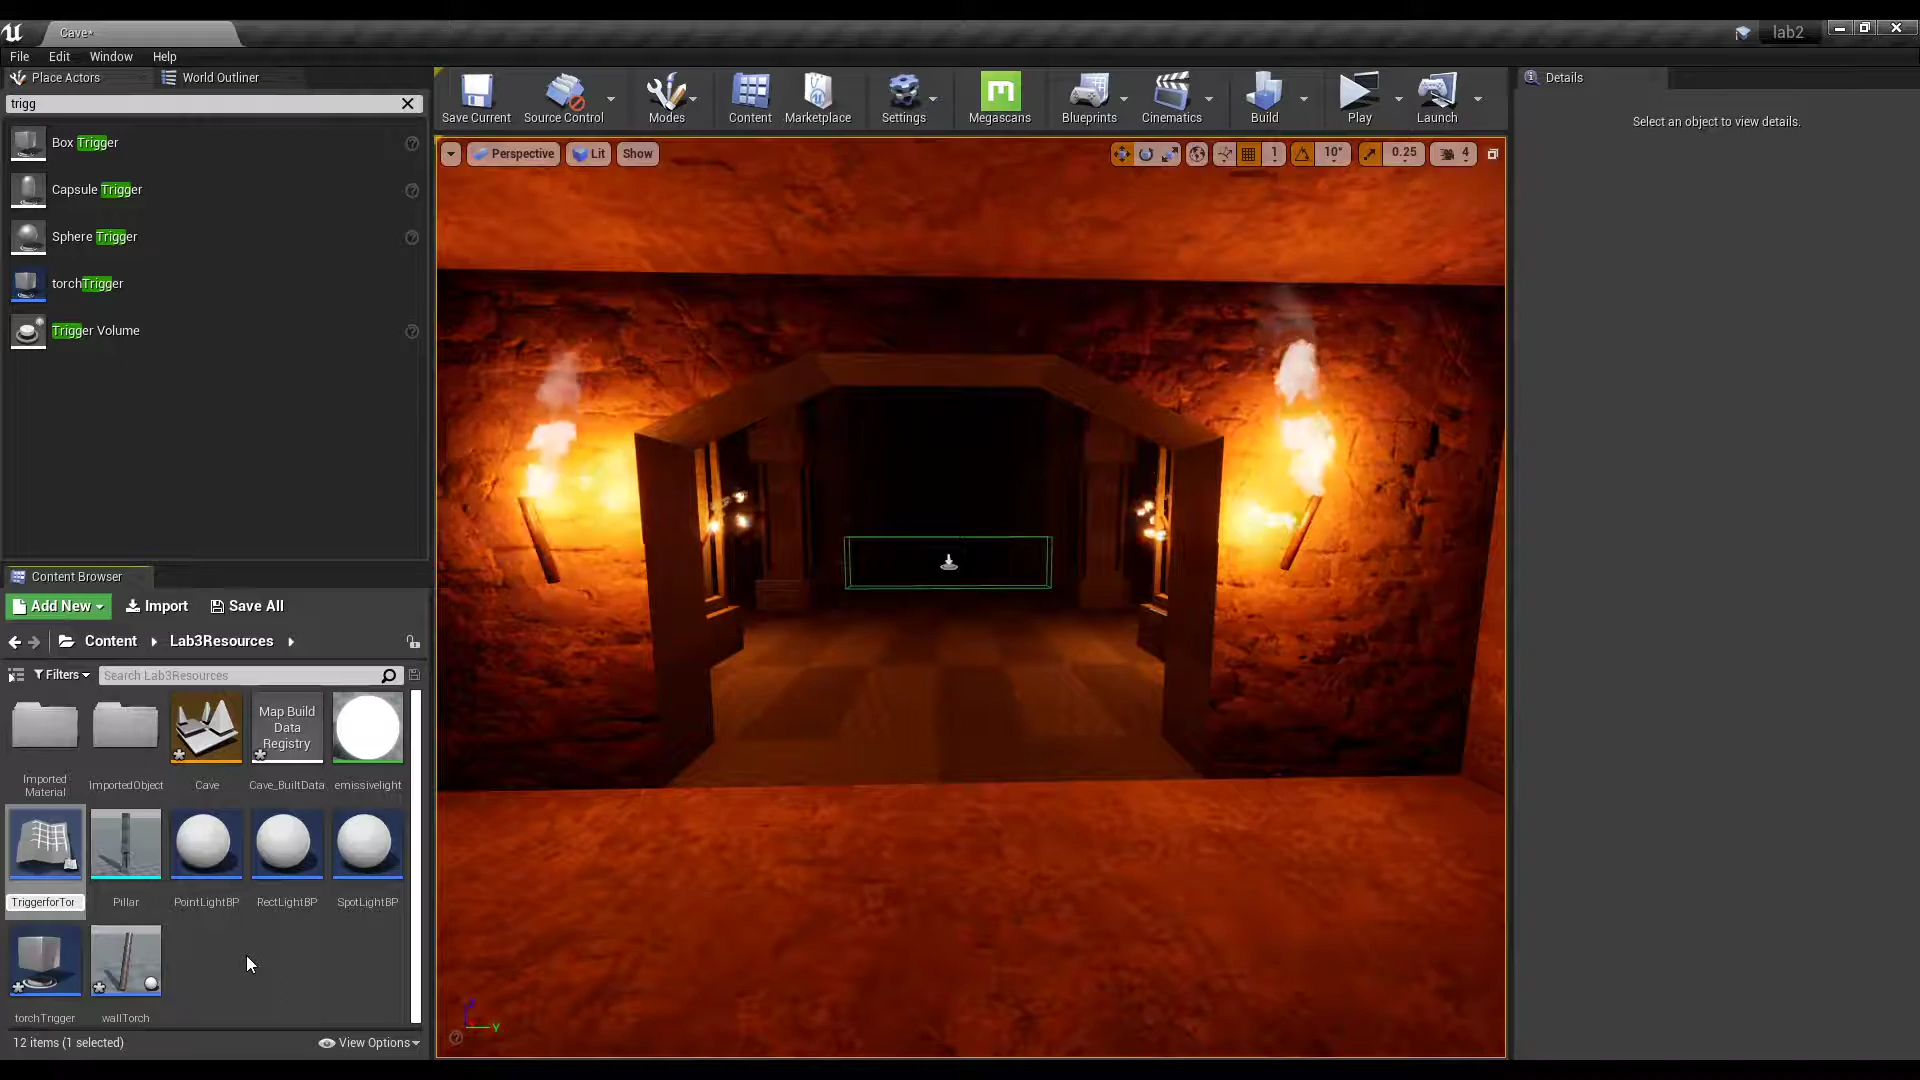 Cave*
lab2
File Edit Window Help
Place Actors
World Outliner
trigg
Box Trigger
Capsule Trigger
Sphere Trigger
torchTrigger
Trigger Volume
Save Current
Source Control
Modes
Content
Marketplace
Settings
Megascans
Blueprints
Cinematics
Build
Play
Launch
Perspective
Lit
Show
1
10°
0.25
4
Details
Select an object to view details.
Content Browser
Add New
Import
Save All
Content
Lab3Resources
Filters
Search Lab3Resources
Map Build
Data
Registry
Imported
Material
ImportedObject
Cave
Cave_BuiltData
emissivelight
TriggerforTor
Pillar
PointLightBP
RectLightBP
SpotLightBP
torchTrigger
wallTorch
12 items (1 selected)
View Options
Y